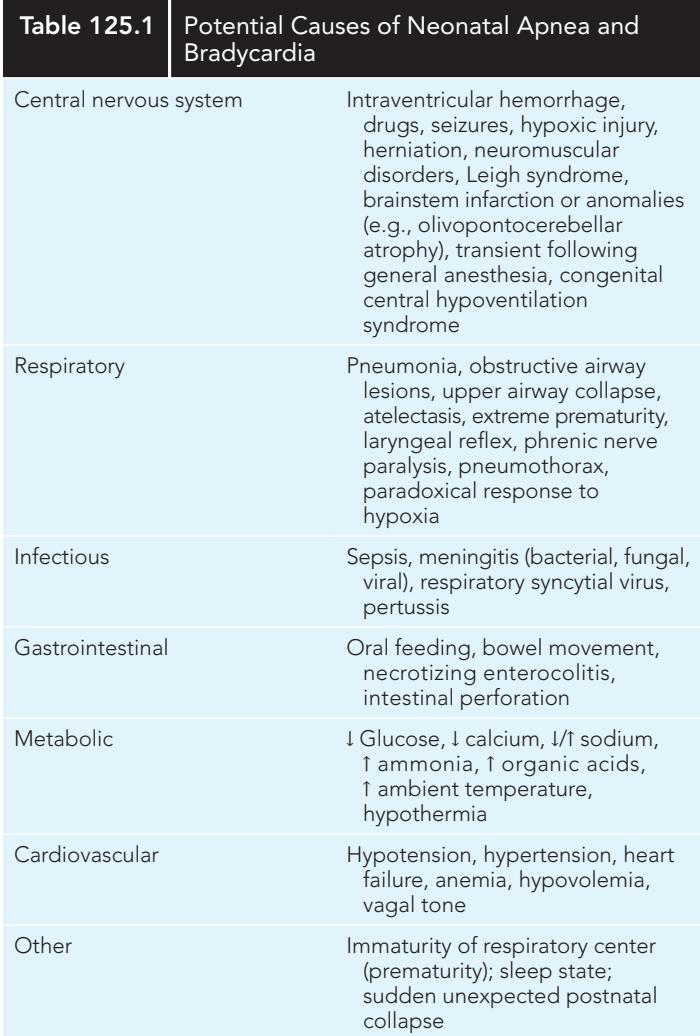 Table 125.1 Potential Causes of Neonatal Apnea and
Bradycardia
Central nervous system Intraventricular hemorrhage,
drugs, seizures, hypoxic injury,
herniation, neuromuscular
disorders, Leigh syndrome,
brainstem infarction or anomalies
(e.g., olivopontocerebellar
atrophy), transient following
general anesthesia, congenital
central hypoventilation
syndrome
Respiratory Pneumonia, obstructive airway
lesions, upper airway collapse,
atelectasis, extreme prematurity,
laryngeal reflex, phrenic nerve
paralysis, pneumothorax,
paradoxical response to
hypoxia
Infectious Sepsis, meningitis (bacterial, fungal,
viral), respiratory syncytial virus,
pertussis
Gastrointestinal Oral feeding, bowel movement,
necrotizing enterocolitis,
intestinal perforation
Metabolic ↓ Glucose, ↓ calcium, ↓/↑ sodium,
↑ ammonia, ↑ organic acids,
↑ ambient temperature,
hypothermia
Cardiovascular Hypotension, hypertension, heart
failure, anemia, hypovolemia,
vagal tone
Other Immaturity of respiratory center
(prematurity); sleep state;
sudden unexpected postnatal
collapse